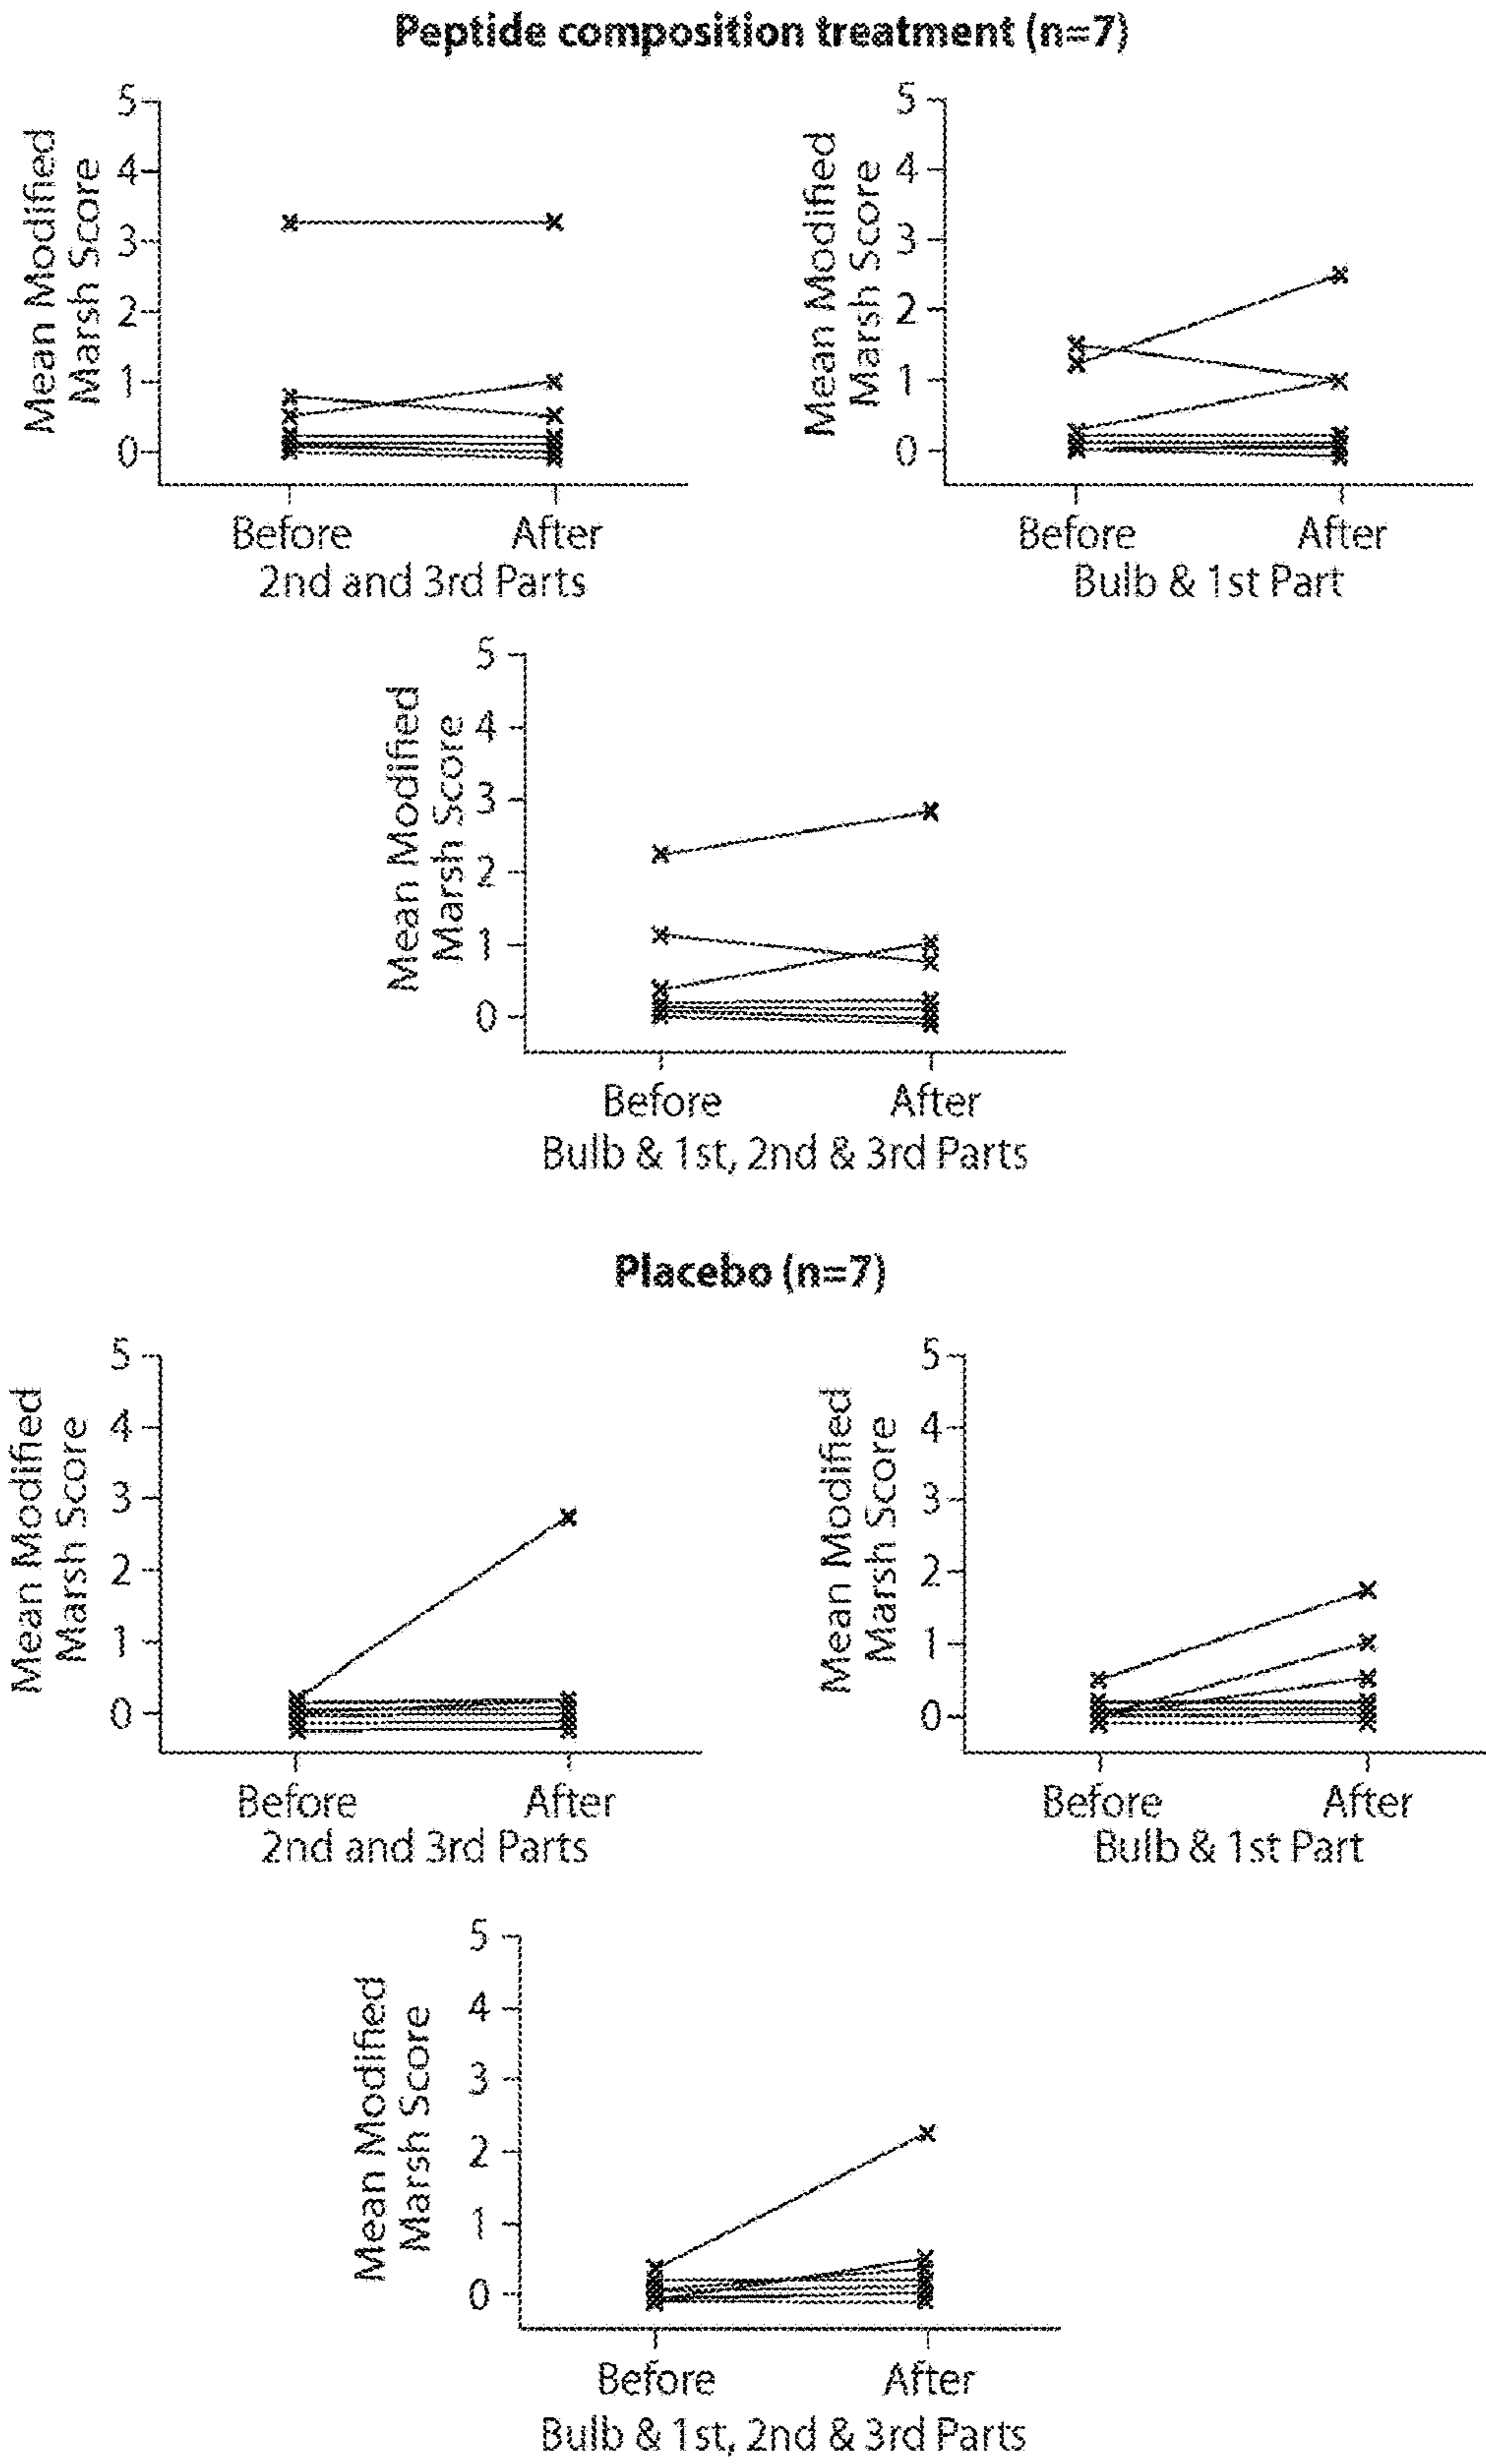 Peptide composition treatment (n=7)
Mean Modified
Marsh Score
5
4
3
2
1
0
Before After
2nd and 3rd Parts
Mean Modified
Marsh Score
5
4
3
2
1
0
Before After
Bulb & 1st Part
Mean Modified
Marsh Score
5
4
3
2
1
0
Before After
Bulb & 1st, 2nd & 3rd Parts
Placebo (n=7)
Mean Modified
Marsh Score
5
4
3
2
1
0
Before After
2nd and 3rd Parts
Mean Modified
Marsh Score
5
4
3
2
1
0
Before After
Bulb & 1st Part
Mean Modified
Marsh Score
5
4
3
2
1
0
Before After
Bulb & 1st, 2nd & 3rd Parts